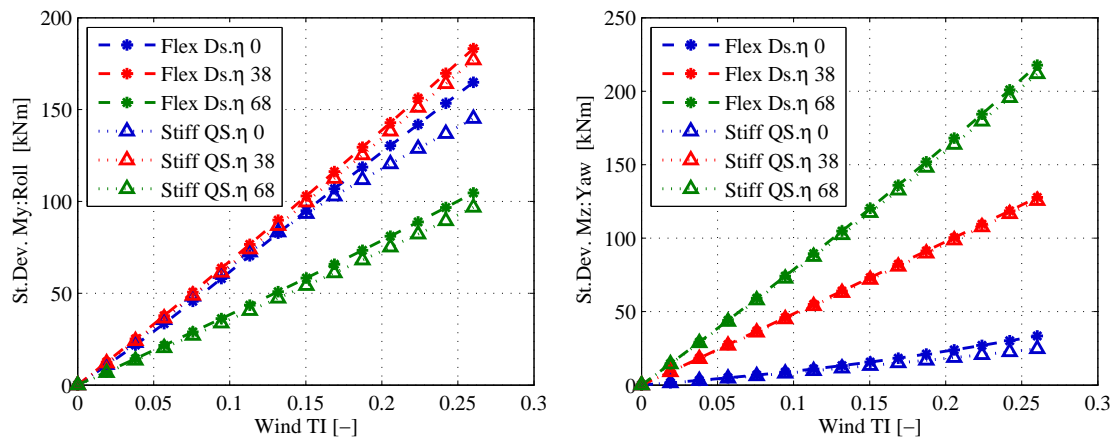 200
150
100
50
0
St.Dev. My:Roll [kNm]
Flex Ds.η 0
Flex Ds.η 38
Flex Ds.η 68
Stiff QS.η 0
Stiff QS.η 38
Stiff QS.η 68
0 0.05 0.1 0.15 0.2 0.25 0.3
Wind TI [−]
250
200
150
100
50
0
St.Dev. Mz:Yaw [kNm]
Flex Ds.η 0
Flex Ds.η 38
Flex Ds.η 68
Stiff QS.η 0
Stiff QS.η 38
Stiff QS.η 68
0 0.05 0.1 0.15 0.2 0.25 0.3
Wind TI [−]